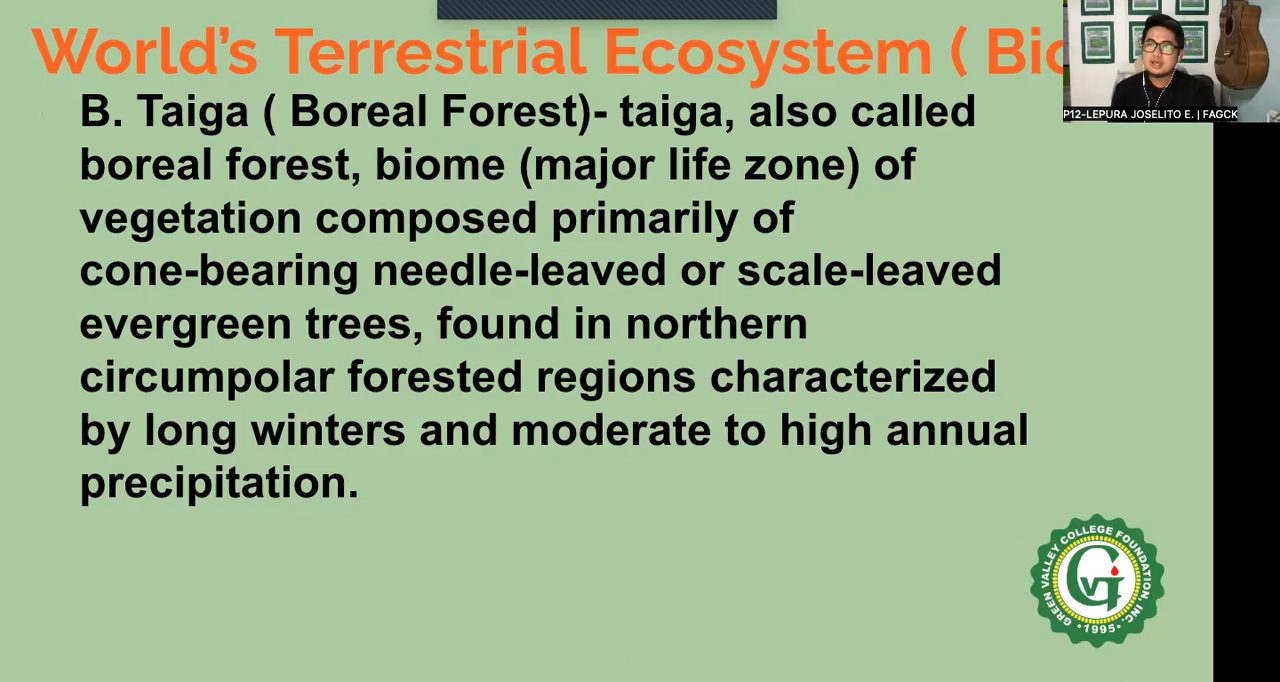 World's Terrestrial Ecosystem ( Bio
B. Taiga ( Boreal Forest)- taiga, also called
boreal forest, biome (major life zone) of
vegetation composed primarily of
cone-bearing needle-leaved or scale-leaved
evergreen trees, found in northern
circumpolar forested regions characterized
by long winters and moderate to high annual
precipitation.
P12-LEPURA JOSELITO E. | FAGCK
GREEN VALLEY COLLEGE FOUNDATION, INC.
GV
• 1995 •